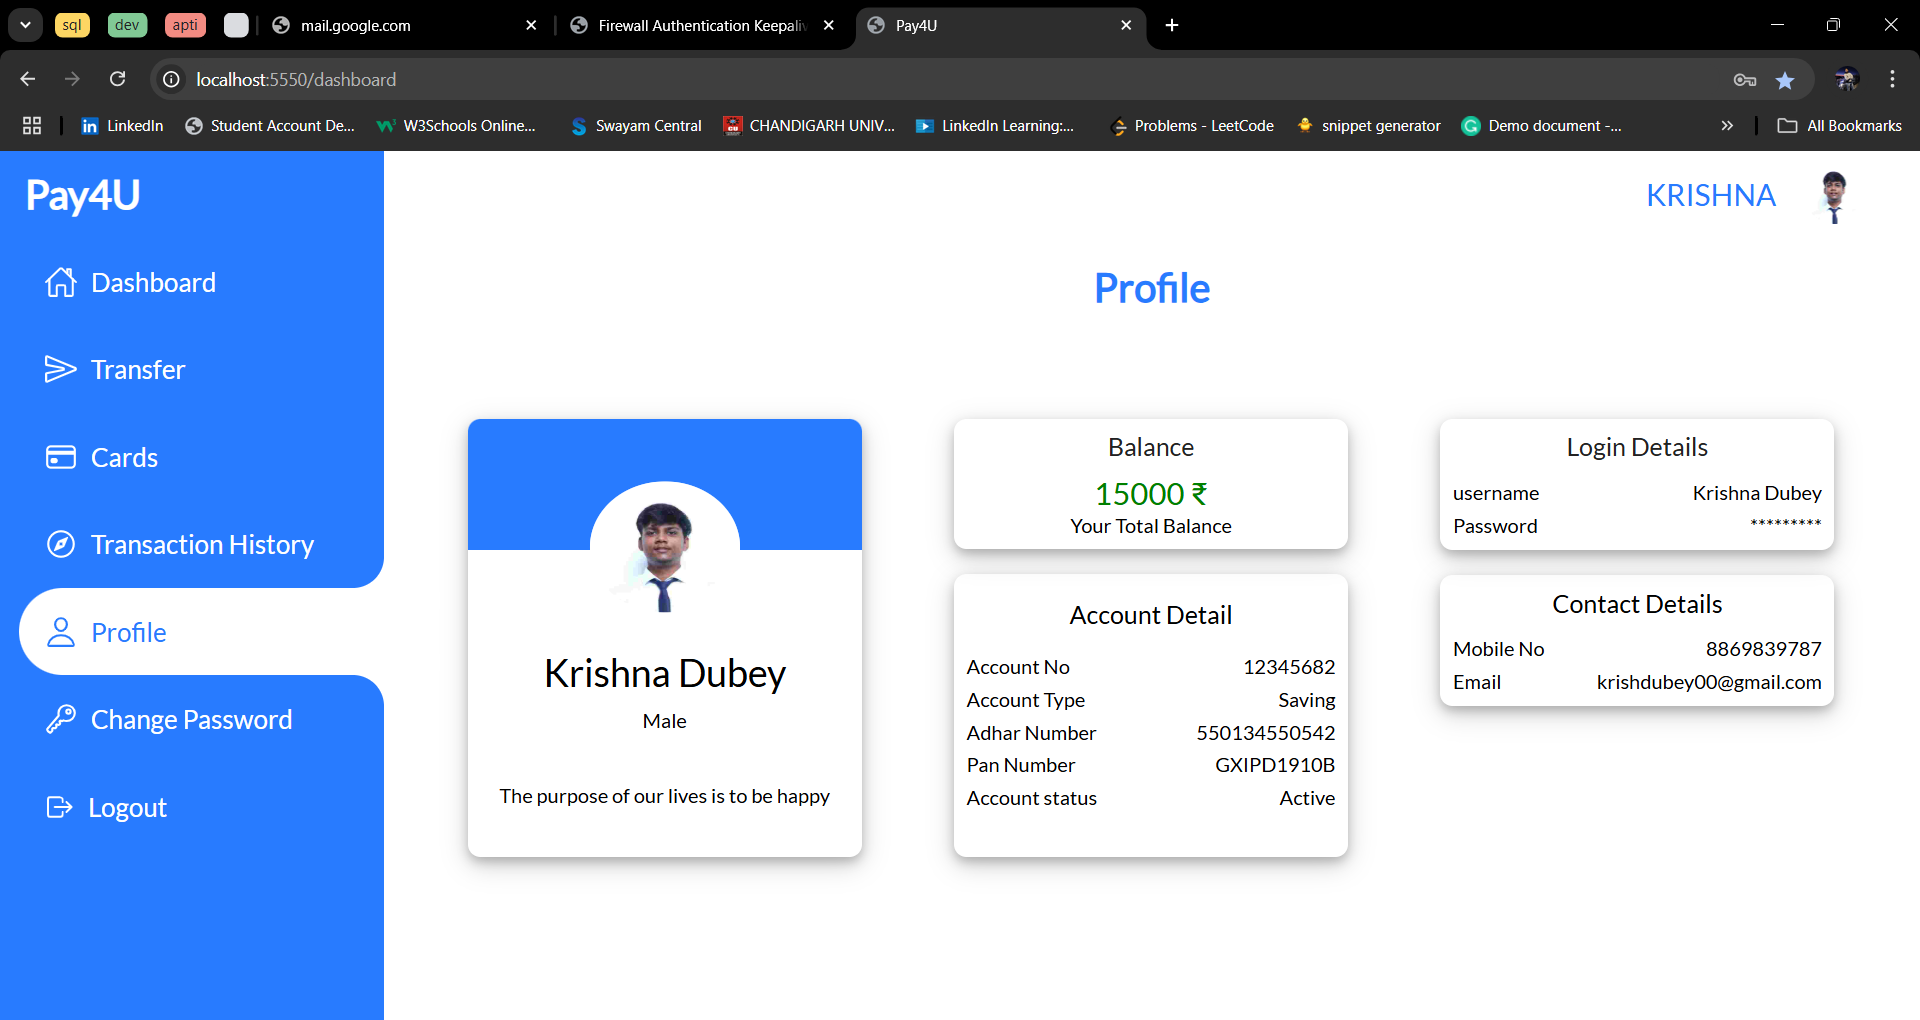 sql dev apti mail.google.com Firewall Authentication Keepaliv Pay4U
localhost:5550/dashboard
LinkedIn Student Account De... W3Schools Online... Swayam Central CHANDIGARH UNIV... LinkedIn Learning:... Problems - LeetCode snippet generator Demo document -... All Bookmarks
Pay4U
KRISHNA
Dashboard
Transfer
Cards
Transaction History
Profile
Change Password
Logout
Profile
Krishna Dubey
Male
The purpose of our lives is to be happy
Balance
15000 ₹
Your Total Balance
Account Detail
Account No 12345682
Account Type Saving
Adhar Number 550134550542
Pan Number GXIPD1910B
Account status Active
Login Details
username Krishna Dubey
Password *********
Contact Details
Mobile No 8869839787
Email krishdubey00@gmail.com